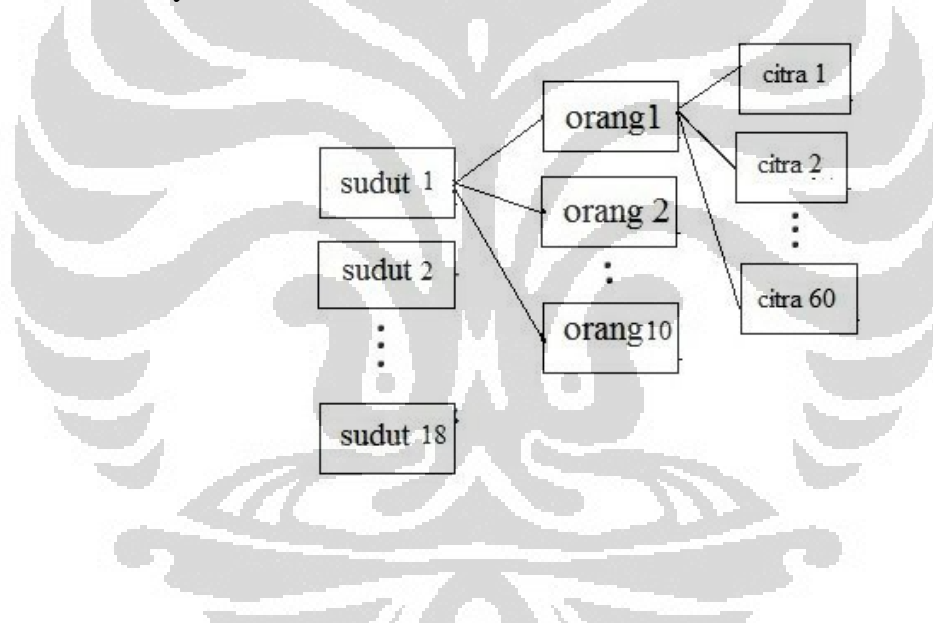 sudut 1
sudut 2
sudut 18
orang1
orang 2
orang10
citra 1
citra 2
citra 60